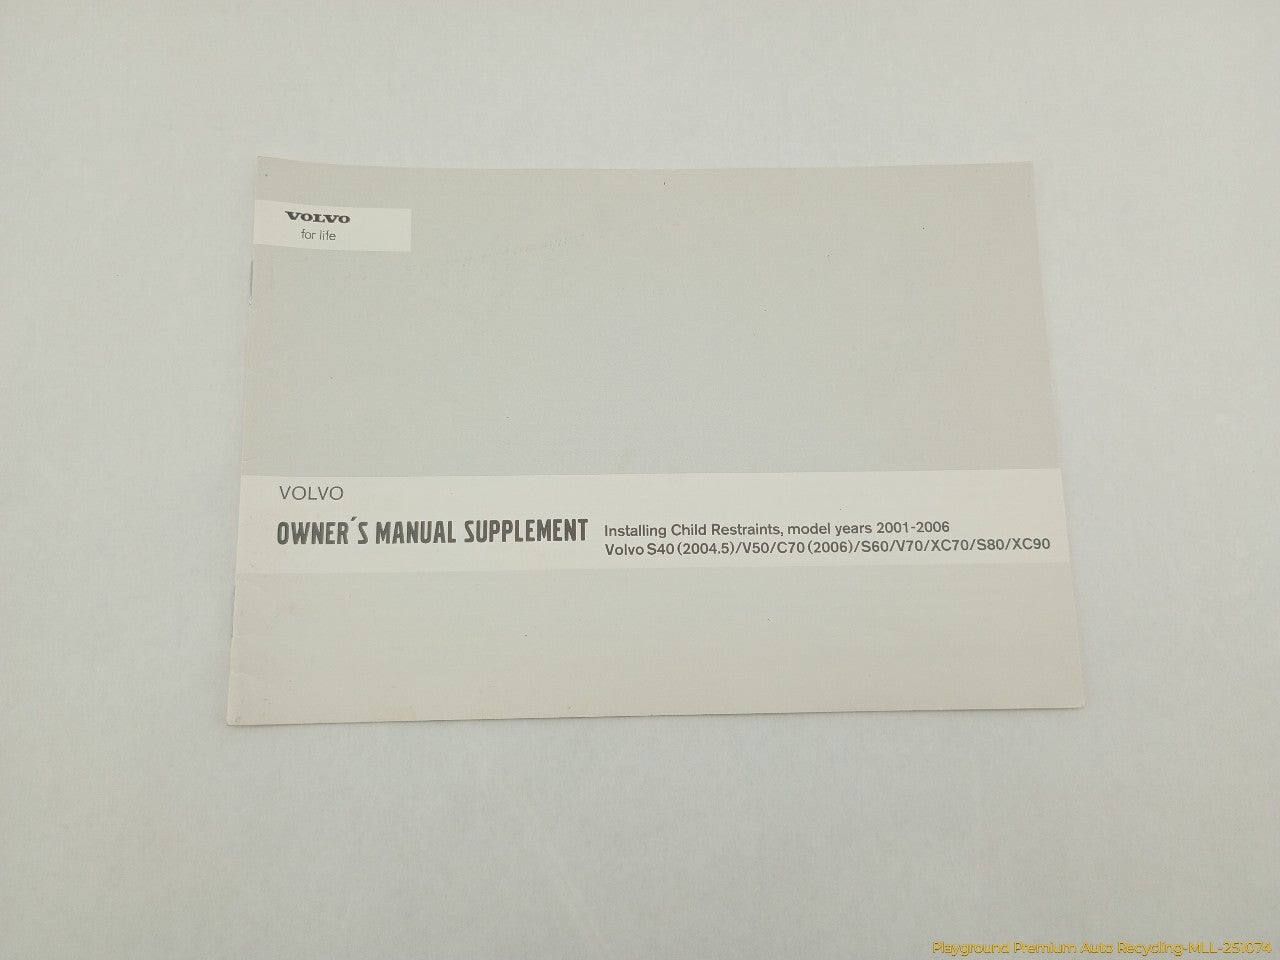 VOLVO
for life
VOLVO
OWNER´S MANUAL SUPPLEMENT
Installing Child Restraints, model years 2001-2006
Volvo S40 (2004.5)/V50/C70 (2006)/S60/V70/XC70/S80/XC90
Playground Premium Auto Recycling-MLL-251074